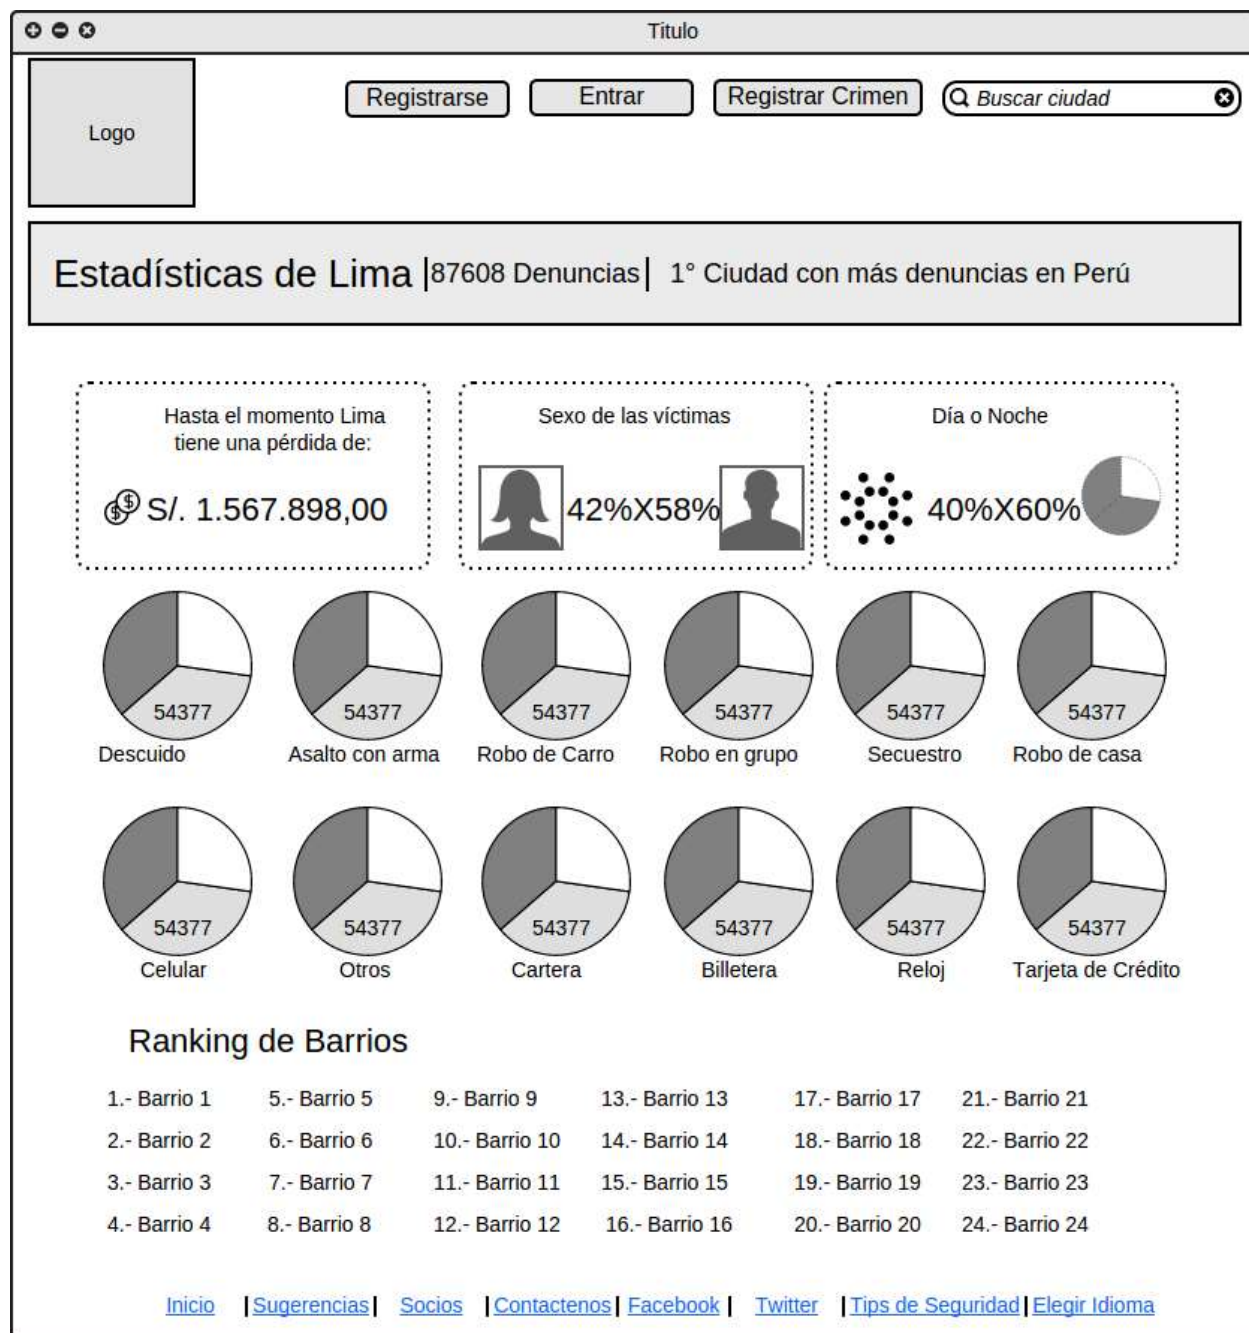 Titulo
Logo
Registrarse
Entrar
Registrar Crimen
Buscar ciudad
Estadísticas de Lima
87608 Denuncias
1° Ciudad con más denuncias en Perú
Hasta el momento Lima
tiene una pérdida de:
S/. 1.567.898,00
Sexo de las víctimas
42%X58%
Día o Noche
40%X60%
54377 54377 54377 54377 54377 54377
Descuido Asalto con arma Robo de Carro Robo en grupo Secuestro Robo de casa
54377 54377 54377 54377 54377 54377
Celular Otros Cartera Billetera Reloj Tarjeta de Crédito
Ranking de Barrios
1.- Barrio 1 5.- Barrio 5 9.- Barrio 9 13.- Barrio 13 17.- Barrio 17 21.- Barrio 21
2.- Barrio 2 6.- Barrio 6 10.- Barrio 10 14.- Barrio 14 18.- Barrio 18 22.- Barrio 22
3.- Barrio 3 7.- Barrio 7 11.- Barrio 11 15.- Barrio 15 19.- Barrio 19 23.- Barrio 23
4.- Barrio 4 8.- Barrio 8 12.- Barrio 12 16.- Barrio 16 20.- Barrio 20 24.- Barrio 24
Inicio | Sugerencias | Socios | Contactenos | Facebook | Twitter | Tips de Seguridad | Elegir Idioma